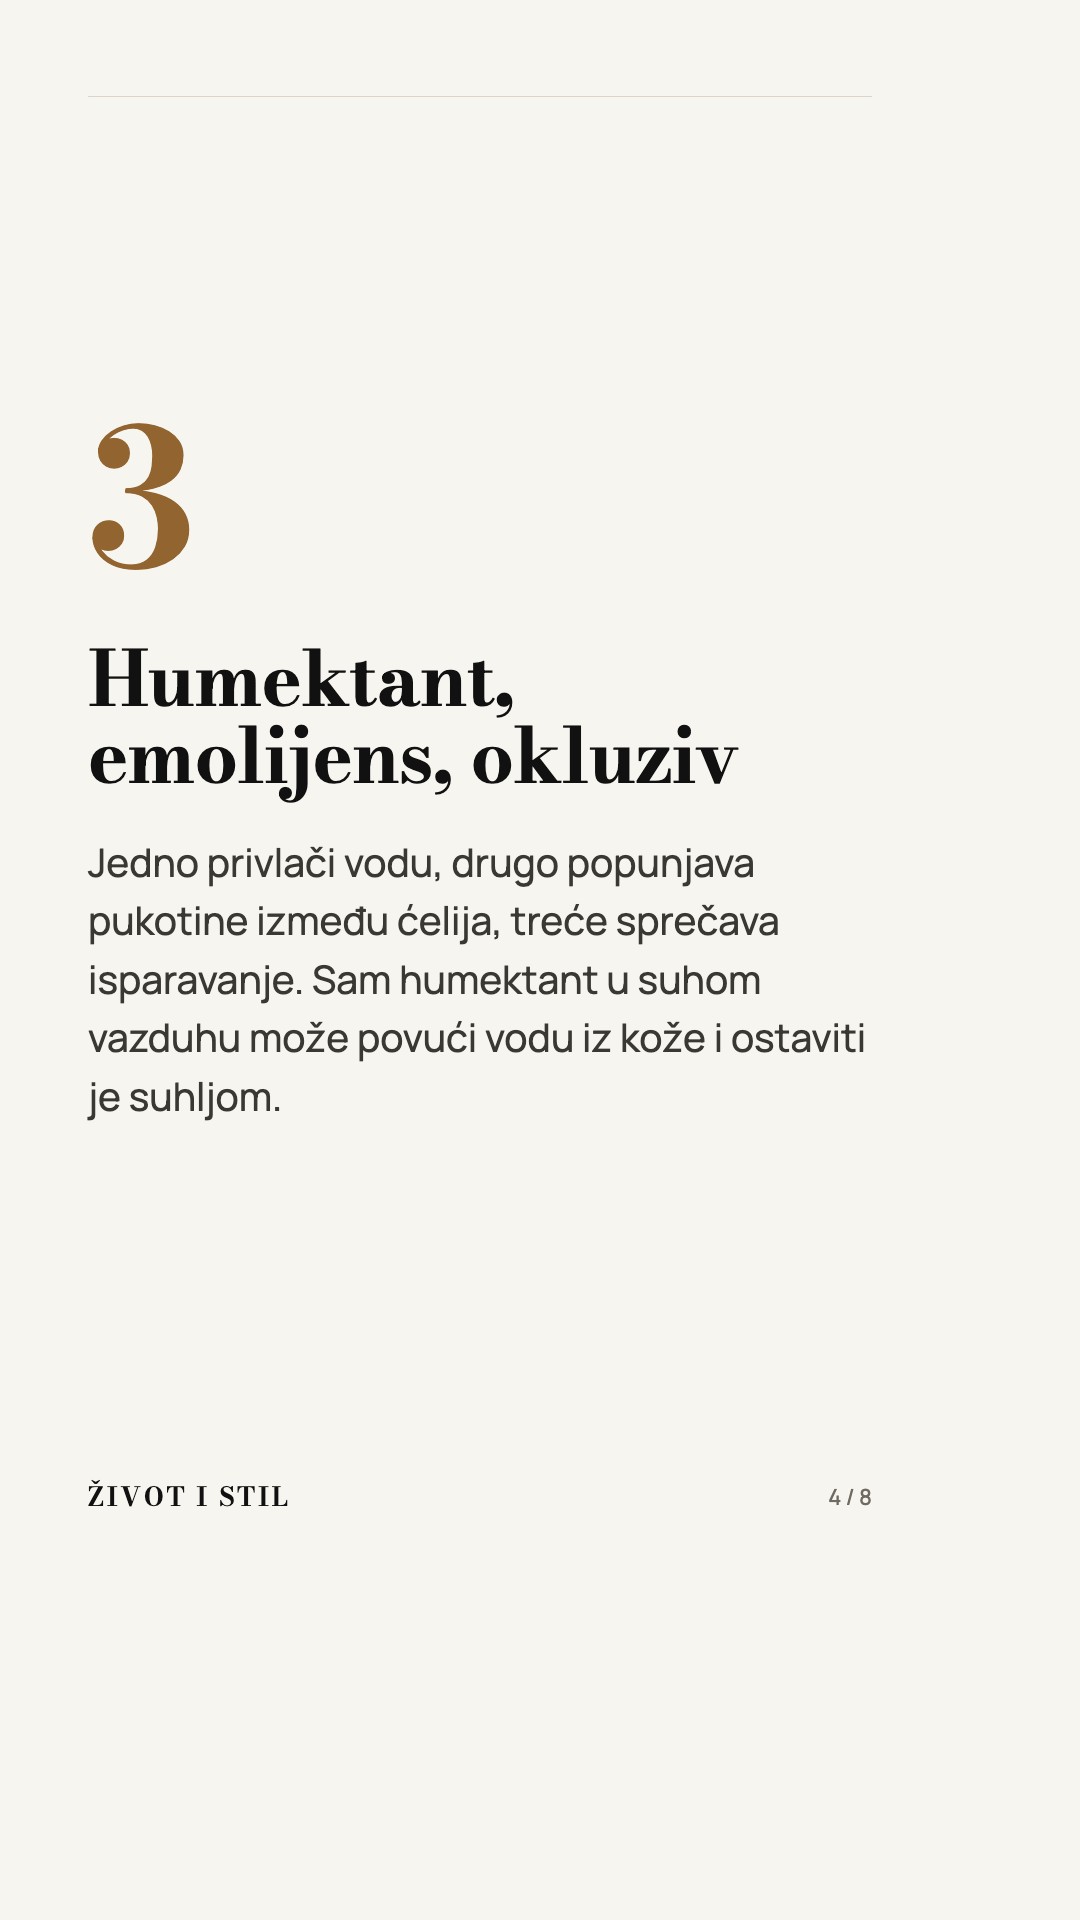 3
Humektant,
emolijens, okluziv
Jedno privlači vodu, drugo popunjava
pukotine između ćelija, treće sprečava
isparavanje. Sam humektant u suhom
vazduhu može povući vodu iz kože i ostaviti
je suhljom.
ŽIVOT I STIL
4 / 8